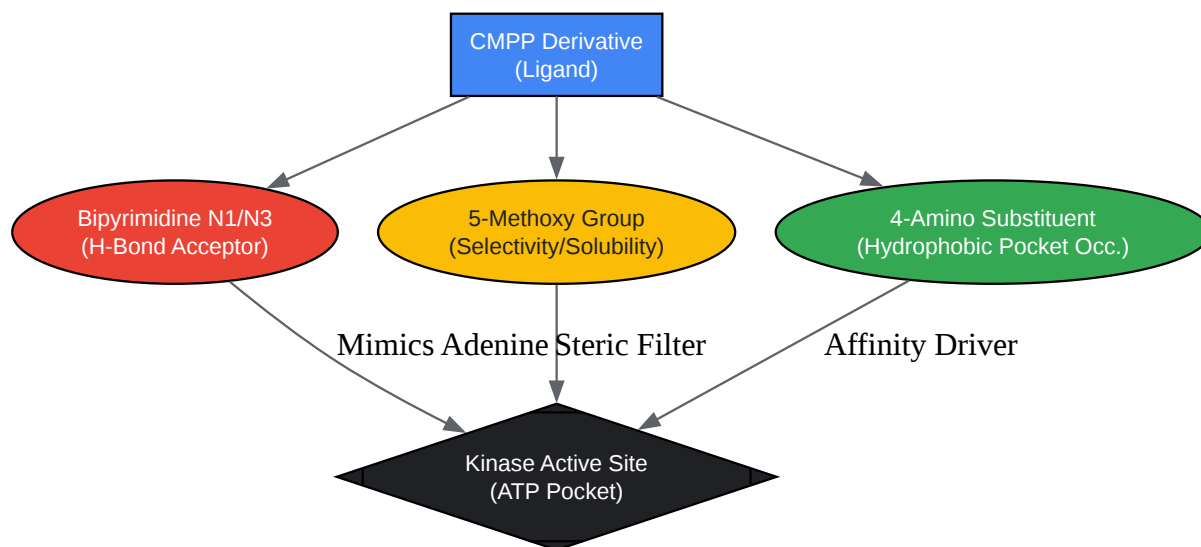 CMPP Derivative
(Ligand)
Bipyrimidine N1/N3
(H-Bond Acceptor)
5-Methoxy Group
(Selectivity/Solubility)
4-Amino Substituent
(Hydrophobic Pocket Occ.)
Mimics Adenine
Steric Filter
Affinity Driver
Kinase Active Site
(ATP Pocket)